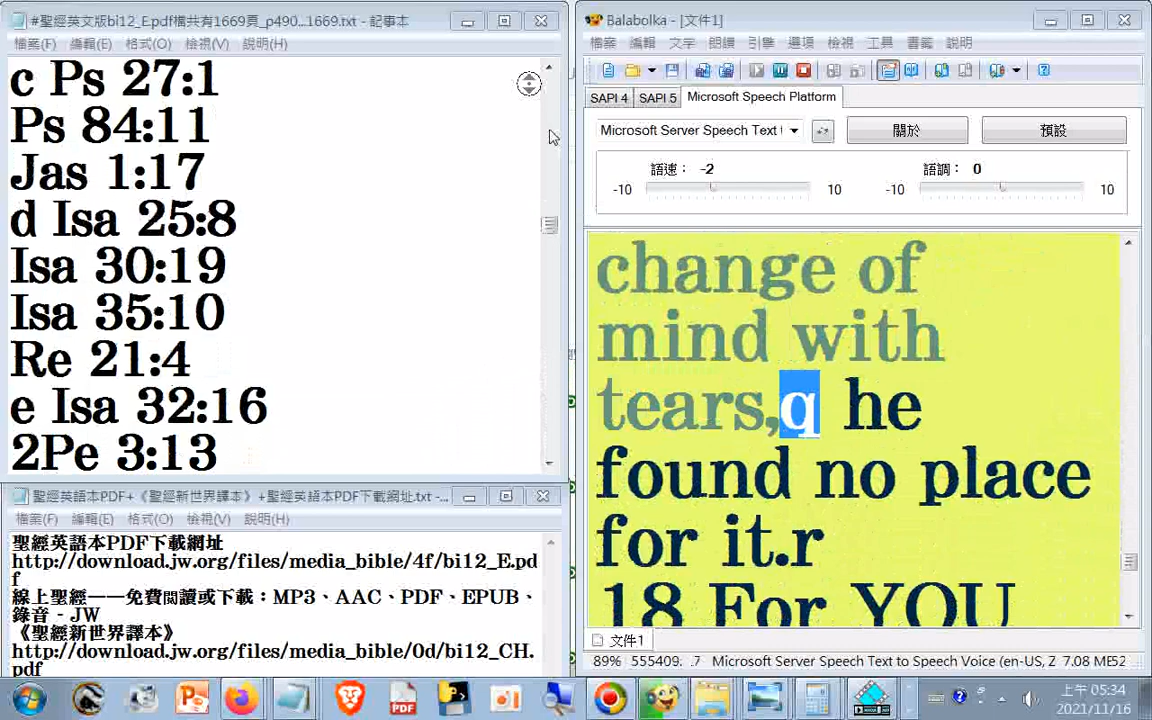 #聖經英文版bi12_E.pdf檔共有1669頁_p490...1669.txt - 記事本
檔案(F) 編輯(E) 格式(O) 檢視(V) 說明(H)
c Ps 27:1
Ps 84:11
Jas 1:17
d Isa 25:8
Isa 30:19
Isa 35:10
Re 21:4
e Isa 32:16
2Pe 3:13
聖經英語本PDF+《聖經新世界譯本》+聖經英語本PDF下載網址.txt -...
檔案(F) 編輯(E) 格式(O) 檢視(V) 說明(H)
聖經英語本PDF下載網址
http://download.jw.org/files/media_bible/4f/bi12_E.pd
f
線上聖經——免費閱讀或下載：MP3、AAC、PDF、EPUB、
錄音 - JW
《聖經新世界譯本》
http://download.jw.org/files/media_bible/0d/bi12_CH.
pdf
Balabolka - [文件1]
檔案 編輯 文字 朗讀 引擎 選項 檢視 工具 書籤 說明
SAPI 4 SAPI 5 Microsoft Speech Platform
Microsoft Server Speech Text 關於 預設
語速： -2 語調： 0
-10 10 -10 10
change of
mind with
tears,q he
found no place
for it.r
18 For YOU
文件1
89% 555409. .7 Microsoft Server Speech Text to Speech Voice (en-US, Z 7.08 ME52
PDF
上午 05:34
2021/11/16